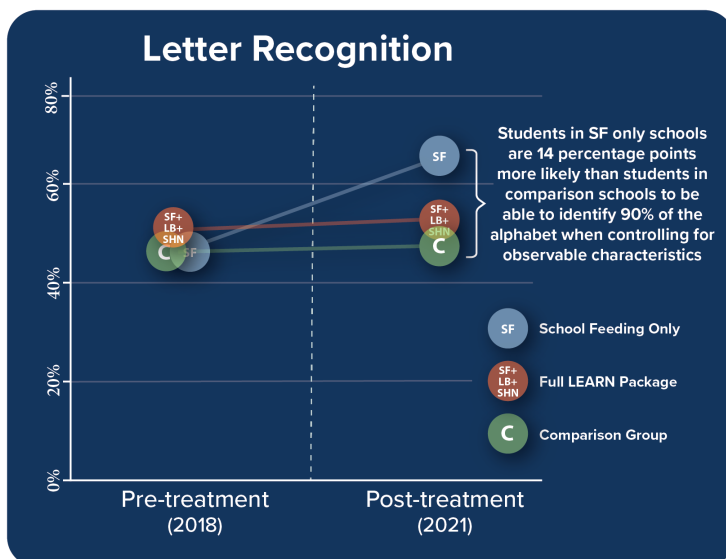 Letter Recognition
80%
60%
40%
20%
0%
SF+
LB+
SHN
C
SF
SF
SF+
LB+
SHN
C
Students in SF only schools
are 14 percentage points
more likely than students in
comparison schools to be
able to identify 90% of the
alphabet when controlling for
observable characteristics
SF School Feeding Only
SF+
LB+
SHN
Full LEARN Package
C Comparison Group
Pre-treatment
(2018)
Post-treatment
(2021)